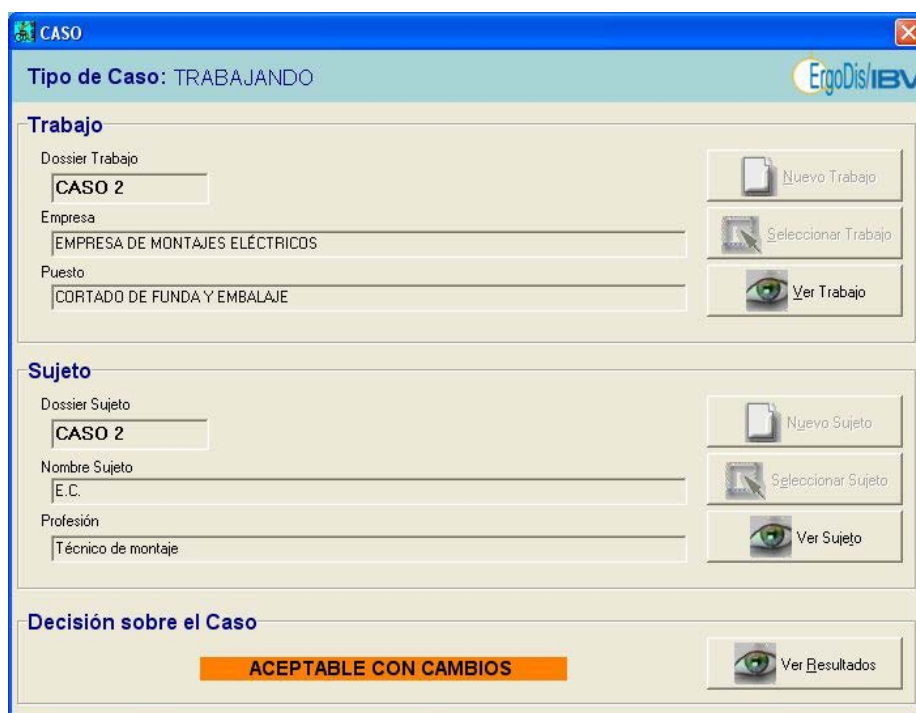 CASO
Tipo de Caso: TRABAJANDO
ErgoDis/IBV
Trabajo
Dossier Trabajo
CASO 2
Nuevo Trabajo
Empresa
EMPRESA DE MONTAJES ELÉCTRICOS
Seleccionar Trabajo
Puesto
CORTADO DE FUNDA Y EMBALAJE
Ver Trabajo
Sujeto
Dossier Sujeto
CASO 2
Nuevo Sujeto
Nombre Sujeto
E.C.
Seleccionar Sujeto
Profesión
Técnico de montaje
Ver Sujeto
Decisión sobre el Caso
ACEPTABLE CON CAMBIOS
Ver Resultados